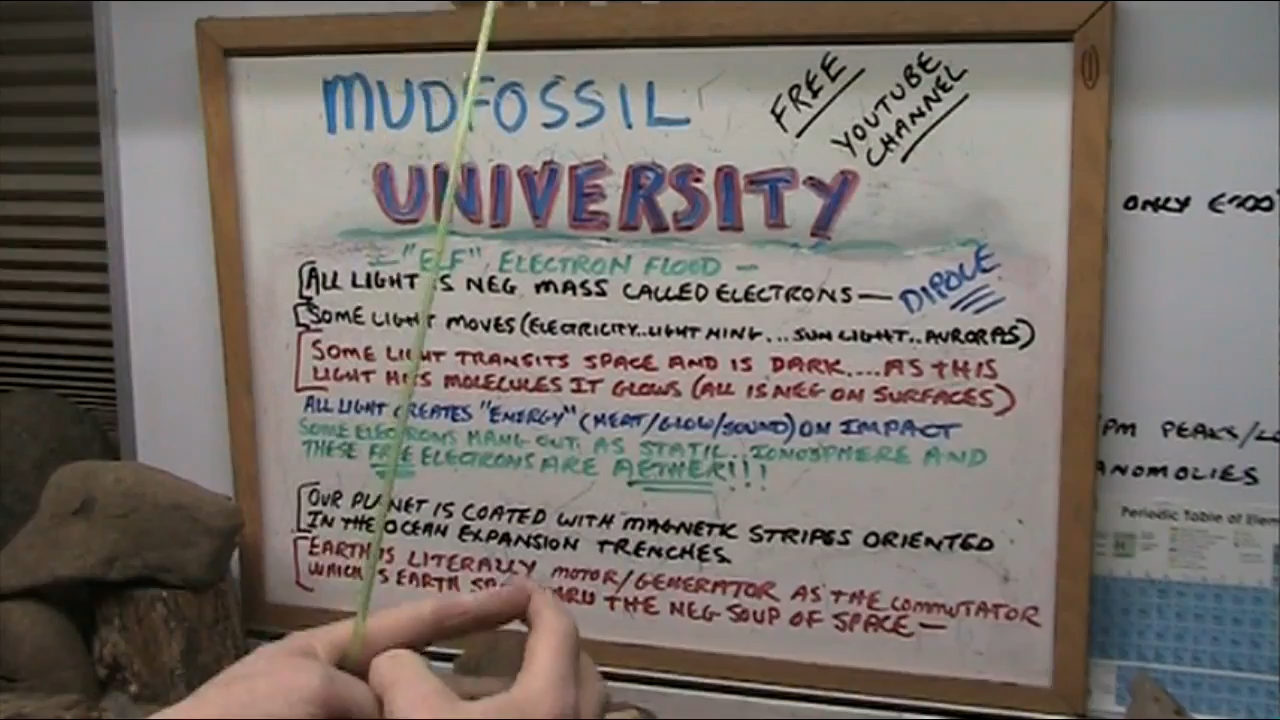 MUDFOSSIL
UNIVERSITY
FREE
YOUTUBE
CHANNEL
- "ELF" ELECTRON FLOOD -
ALL LIGHT IS NEG MASS CALLED ELECTRONS — DIPOLE
SOME LIGHT MOVES (ELECTRICITY..LIGHTNING...SUNLIGHT..AURORAS)
SOME LIGHT TRANSITS SPACE AND IS DARK....AS THIS
LIGHT HITS MOLECULES IT GLOWS (ALL IS NEG ON SURFACES)
ALL LIGHT CREATES "ENERGY" (HEAT/GLOW/SOUND) ON IMPACT
SOME ELECTRONS HANG OUT AS STATIC.. IONOSPHERE AND
THESE FREE ELECTRONS ARE AETHER!!!
OUR PLANET IS COATED WITH MAGNETIC STRIPES ORIENTED
IN THE OCEAN EXPANSION TRENCHES
EARTH IS LITERALLY MOTOR/GENERATOR AS THE COMMUTATOR
WHICH IS EARTH THE NEG SOUP OF SPACE —
ONLY
PM PEAKS/
ANOMOLIES
Periodic Table of Elem